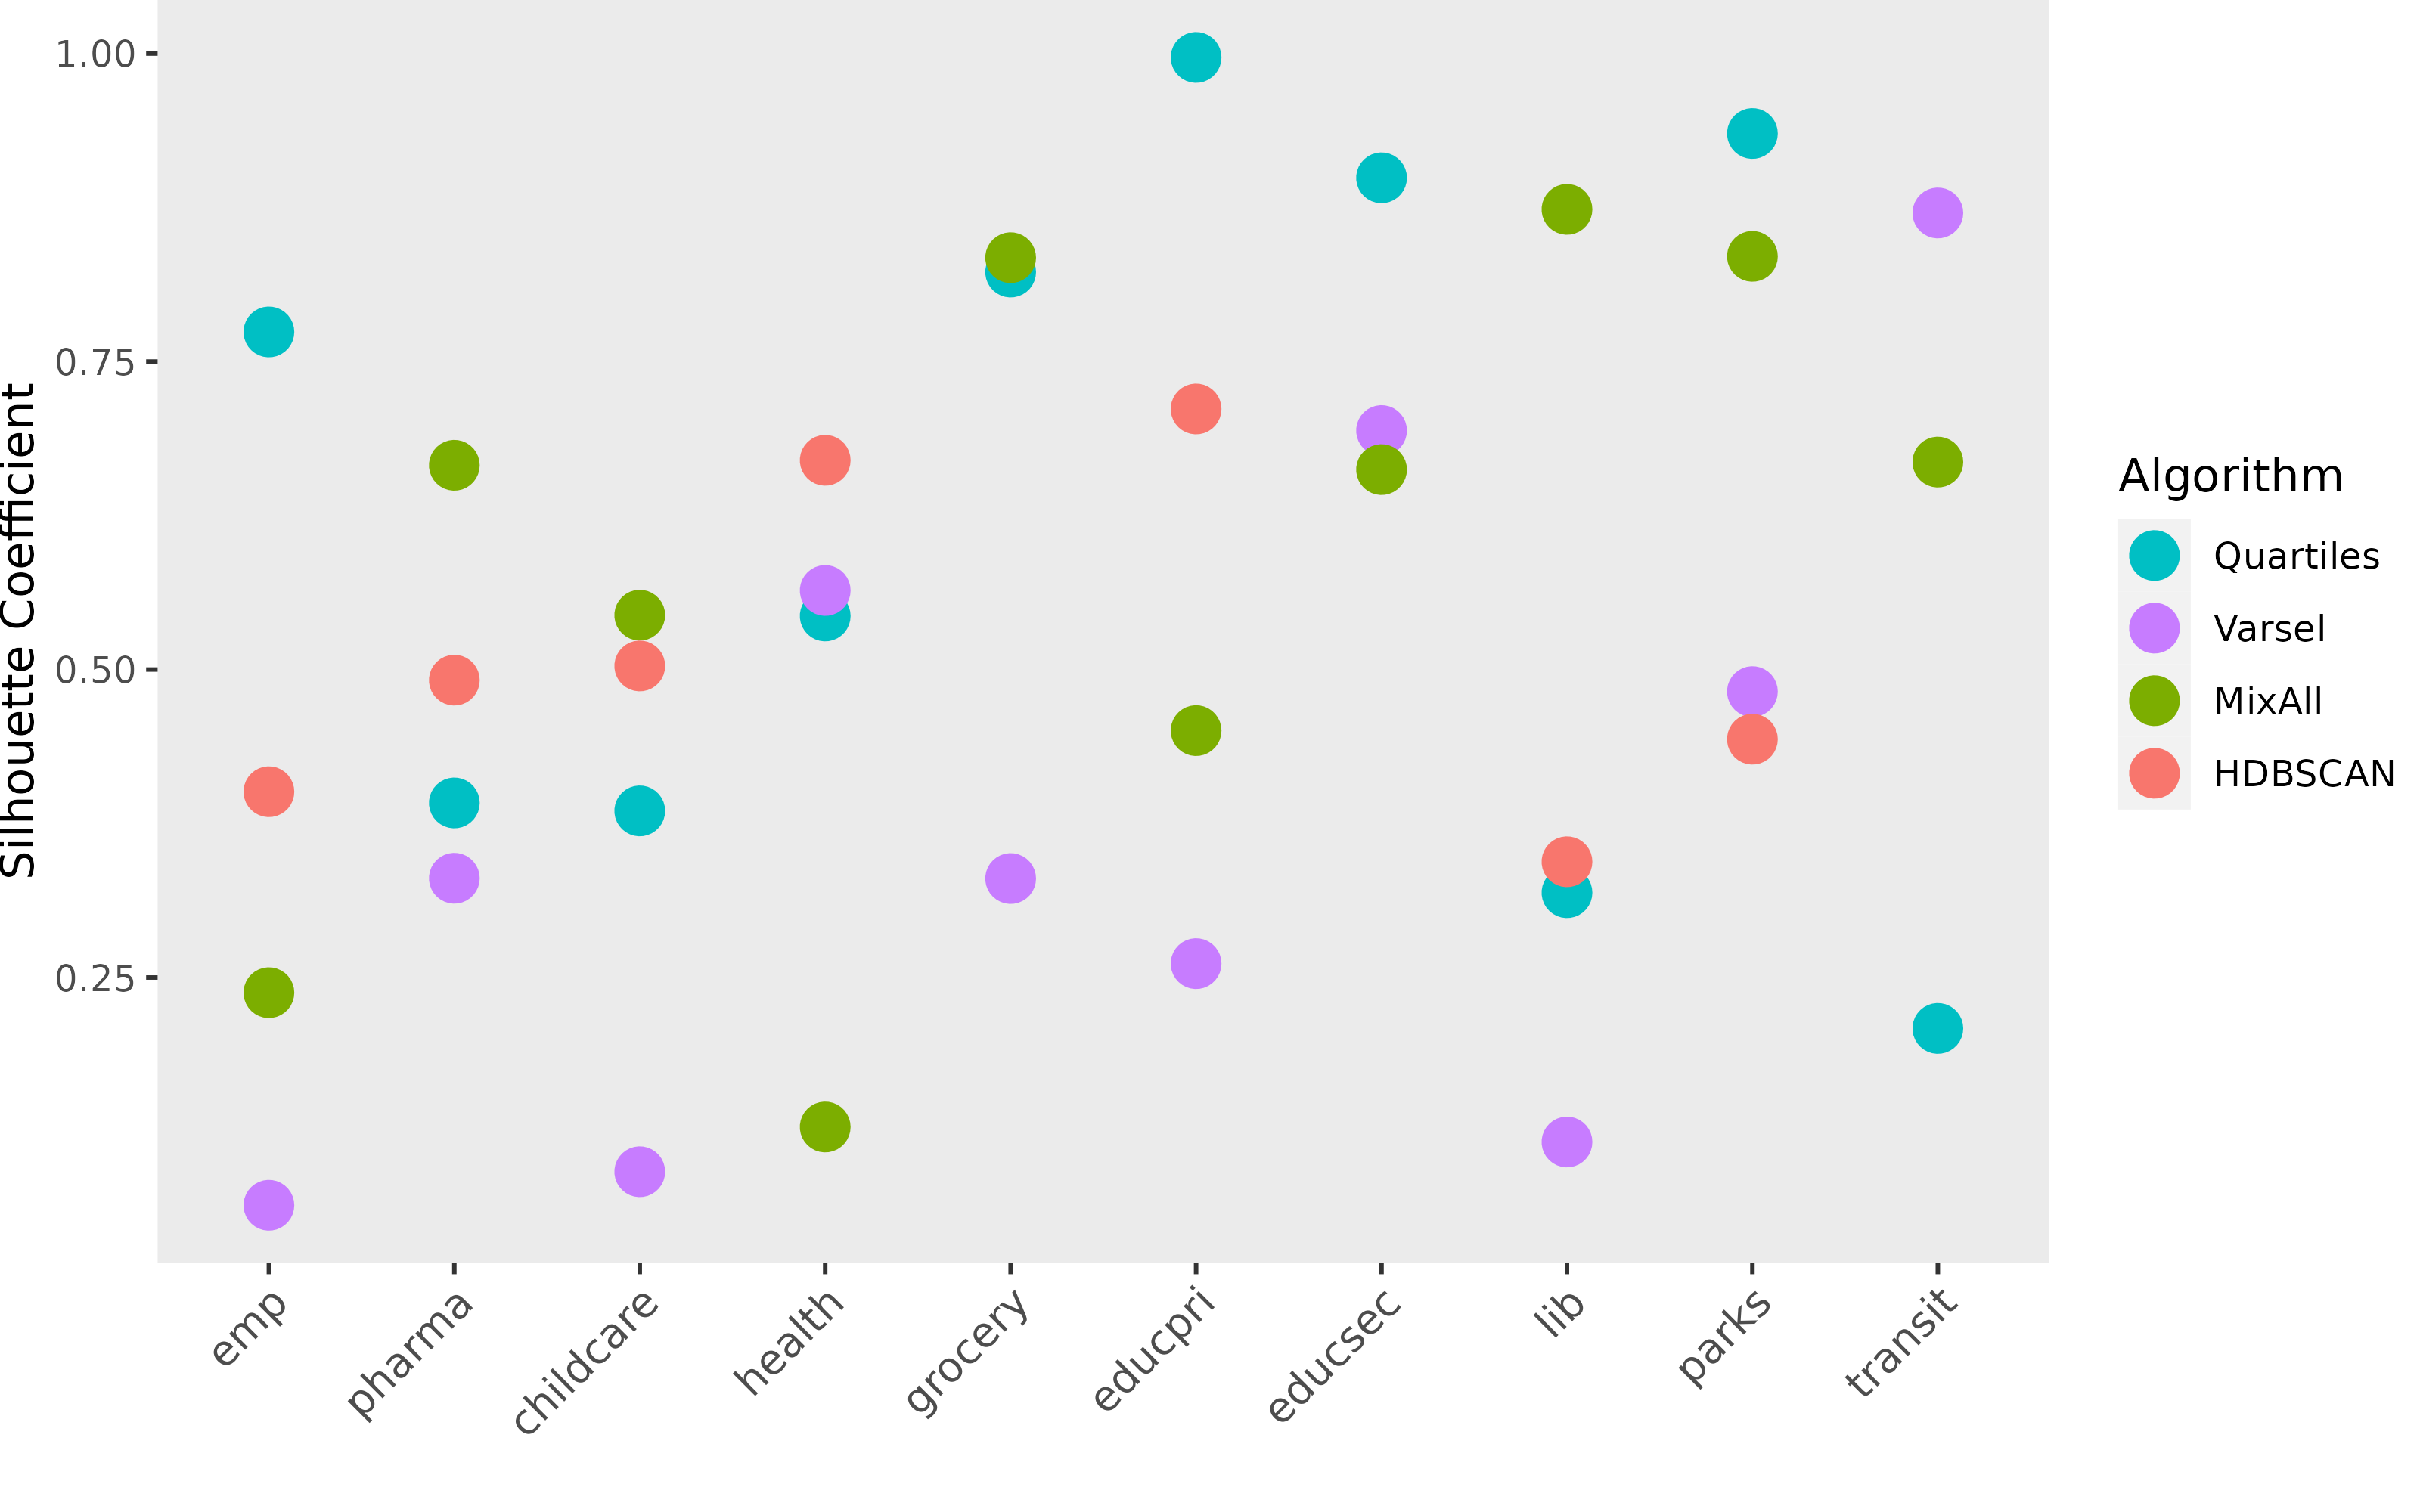 Silhouette Coefficient
1.00
0.75
0.50
0.25
emp
pharma
childcare
health
grocery
educpri
educsec
lib
parks
transit
Algorithm
Quartiles
Varsel
MixAll
HDBSCAN